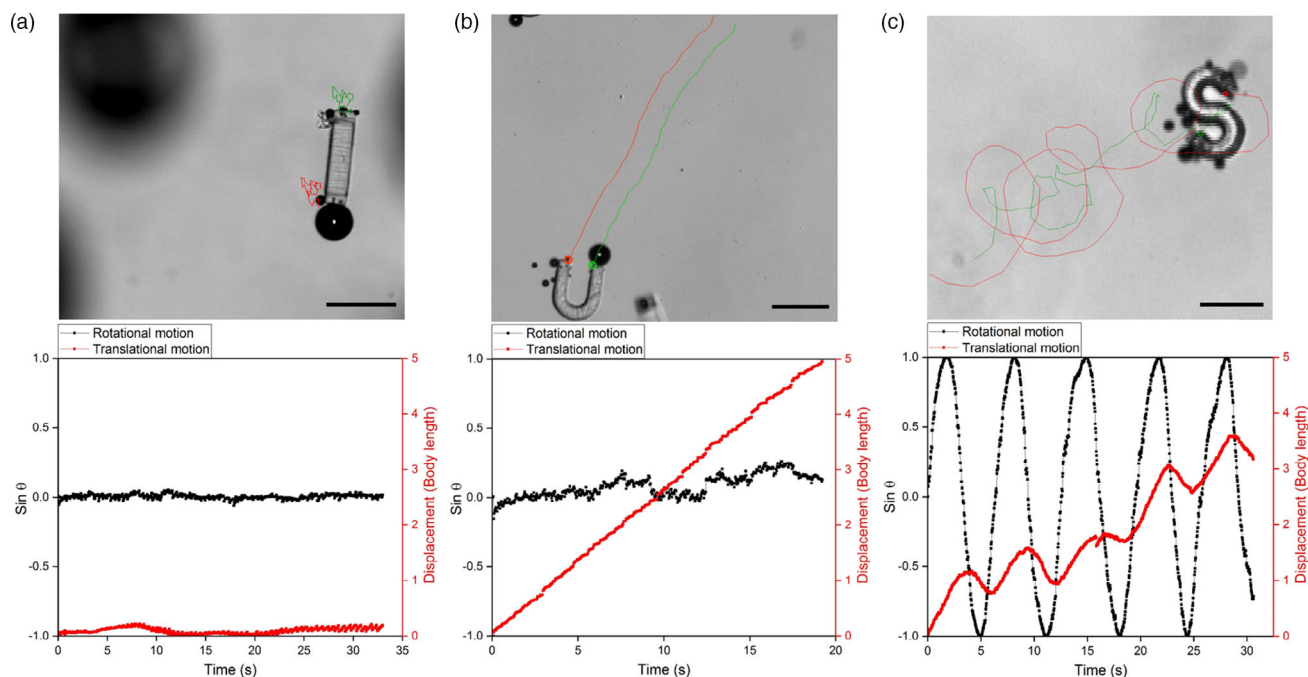 (a)
(b)
(c)
Rotational motion
Translational motion
1.0
0.5
0.0
-0.5
-1.0
Sin θ
0
5
10
15
20
25
30
35
Time (s)
5
4
3
2
1
0
Displacement (Body length)
Rotational motion
Translational motion
1.0
0.5
0.0
-0.5
-1.0
Sin θ
0
5
10
15
20
Time (s)
5
4
3
2
1
0
Displacement (Body length)
Rotational motion
Translational motion
1.0
0.5
0.0
-0.5
-1.0
Sin θ
0
5
10
15
20
25
30
Time (s)
5
4
3
2
1
0
Displacement (Body length)